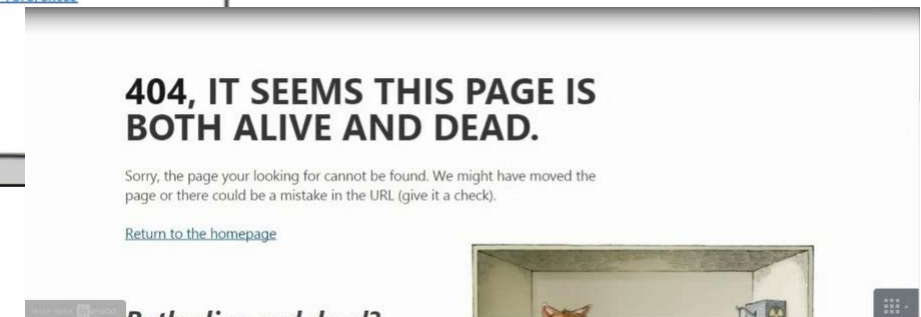 404, IT SEEMS THIS PAGE IS
BOTH ALIVE AND DEAD.
Sorry, the page your looking for cannot be found. We might have moved the
page or there could be a mistake in the URL (give it a check).
Return to the homepage